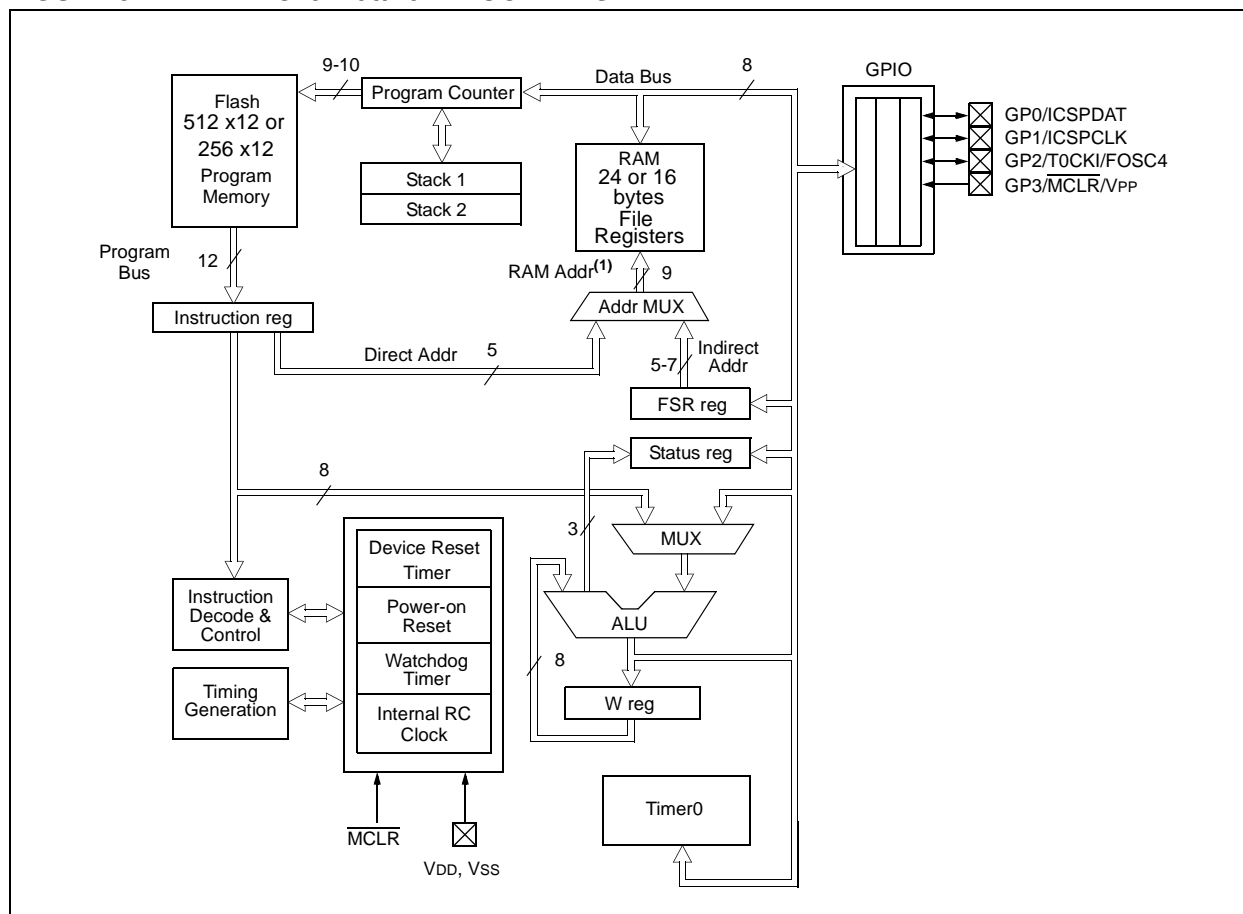 9-10
Data Bus
8
GPIO
Flash
512 x12 or
256 x12
Program
Memory
Program Counter
Stack 1
Stack 2
RAM
24 or 16
bytes
File
Registers
GP0/ICSPDAT
GP1/ICSPCLK
GP2/T0CKI/FOSC4
GP3/MCLR/VPP
Program
Bus
12
RAM Addr(1)
9
Instruction reg
Addr MUX
Direct Addr
5
5-7
Indirect
Addr
FSR reg
Status reg
8
3
MUX
Device Reset
Timer
Power-on
Reset
Watchdog
Timer
Internal RC
Clock
Instruction
Decode &
Control
Timing
Generation
ALU
8
W reg
Timer0
MCLR
VDD, VSS